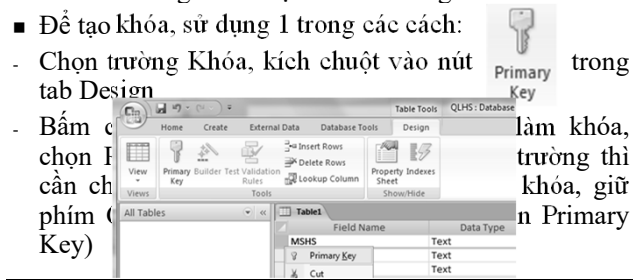 ■ Để tạo khóa, sử dụng 1 trong các cách:
- Chọn trường Khóa, kích chuột vào nút Primary Key trong
tab Design
- Bấm làm khóa,
chọn trường thì
cần khóa, giữ
phím n Primary
Key)
Table Tools QLHS : Database
Home Create External Data Database Tools Design
View Primary Key Builder Test Validation Rules Insert Rows Delete Rows Lookup Column Property Sheet Indexes
Views Tools Show/Hide
All Tables « Table1
Field Name Data Type
MSHS Text
Primary Key Text
Cut Text